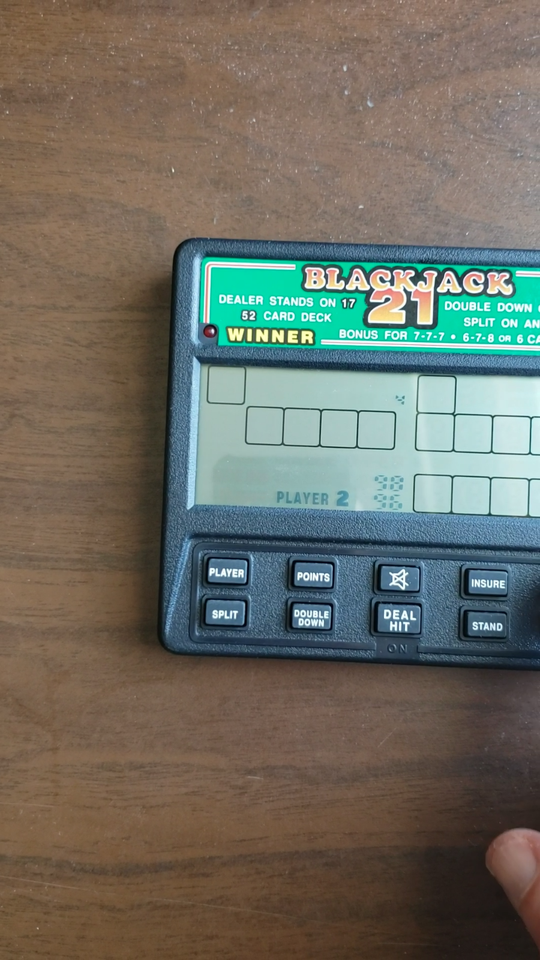 BLACKJACK
21
DEALER STANDS ON 17
52 CARD DECK
WINNER
DOUBLE DOWN
SPLIT ON AN
BONUS FOR 7-7-7 • 6-7-8 OR 6 CA
98
PLAYER 2 96
PLAYER POINTS INSURE
SPLIT DOUBLE DOWN DEAL HIT STAND
ON